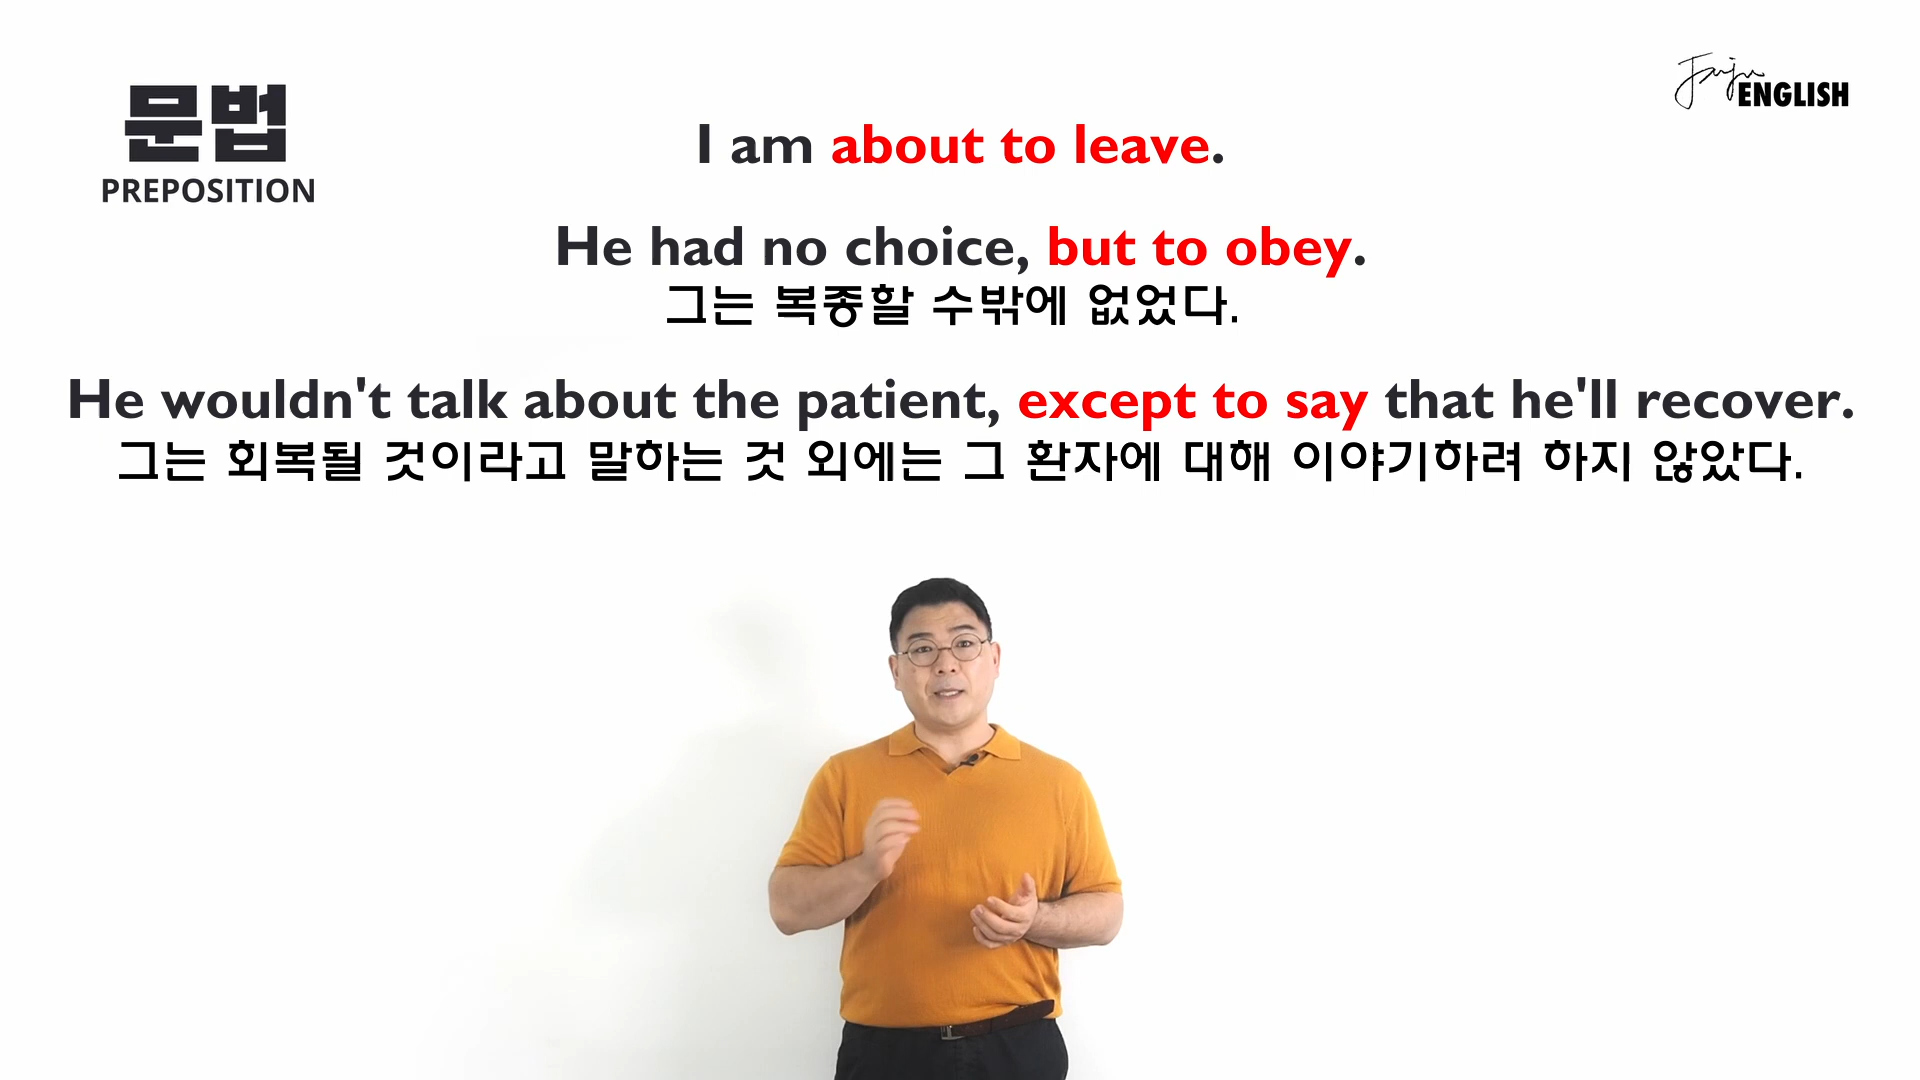 문법
PREPOSITION
Junju ENGLISH
I am about to leave.
He had no choice, but to obey.
그는 복종할 수밖에 없었다.
He wouldn't talk about the patient, except to say that he'll recover.
그는 회복될 것이라고 말하는 것 외에는 그 환자에 대해 이야기하려 하지 않았다.